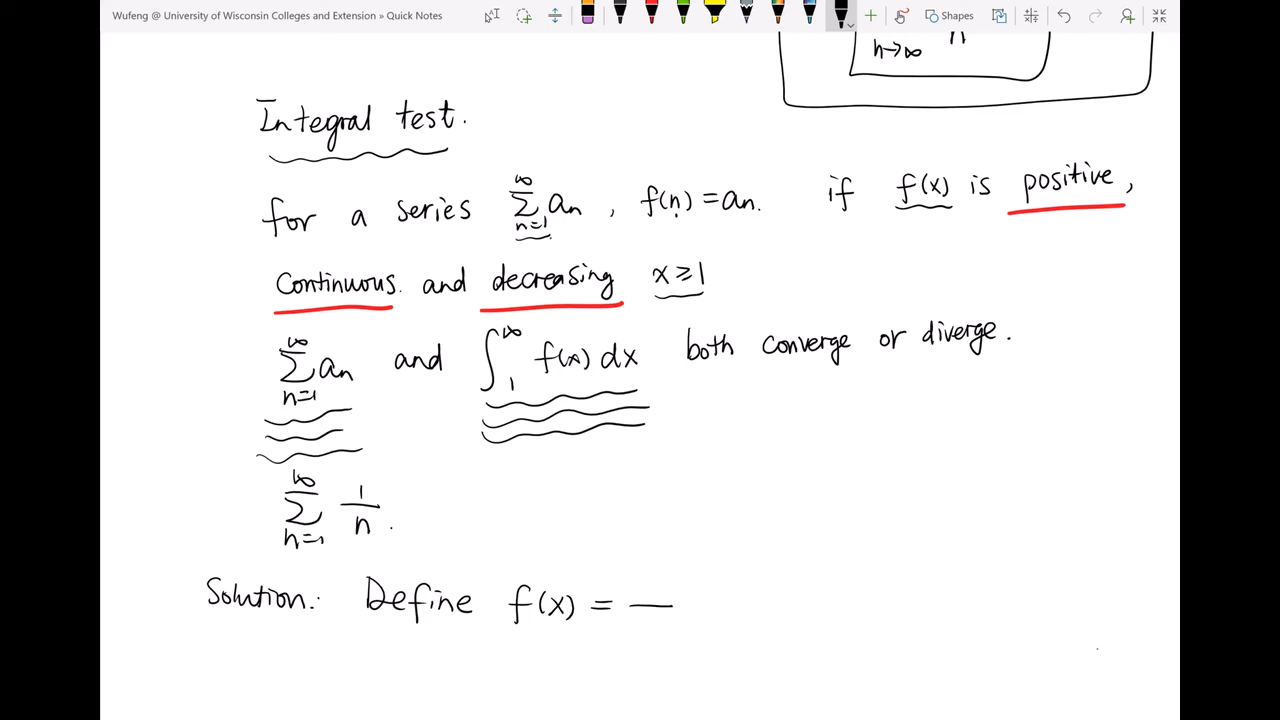 Wufeng @ University of Wisconsin Colleges and Extension » Quick Notes
Shapes
n→∞ n
Integral test.
for a series ∑_{n=1}^{∞} aₙ, f(n) = aₙ. if f(x) is positive,
Continuous. and decreasing x ≥ 1
∑_{n=1}^{∞} aₙ and ∫_1^∞ f(x) dx both converge or diverge.
∑_{n=1}^{∞} 1/n.
Solution: Define f(x) = —